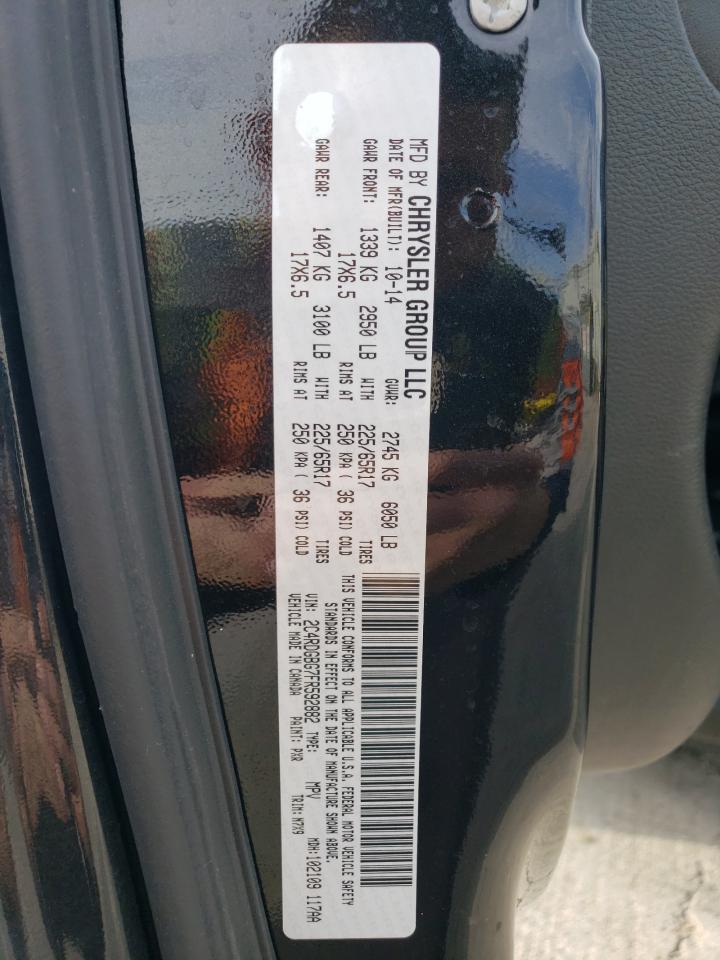 MFD BY CHRYSLER GROUP LLC
DATE OF MFR(BUILT): 10-14 GVWR: 2745 KG 6050 LB
GAWR FRONT: 1339 KG 2950 LB WITH 225/65R17 TIRES
17X6.5 RIMS AT 250 KPA ( 36 PSI) COLD
GAWR REAR: 1407 KG 3100 LB WITH 225/65R17 TIRES
17X6.5 RIMS AT 250 KPA ( 36 PSI) COLD
THIS VEHICLE CONFORMS TO ALL APPLICABLE U.S.A. FEDERAL MOTOR VEHICLE SAFETY
STANDARDS IN EFFECT ON THE DATE OF MANUFACTURE SHOWN ABOVE.
VIN: 2C4RDGBG7FR592882 TYPE: MPV MDH:102109 117AA
VEHICLE MADE IN CANADA PAINT: PXR TRIM: